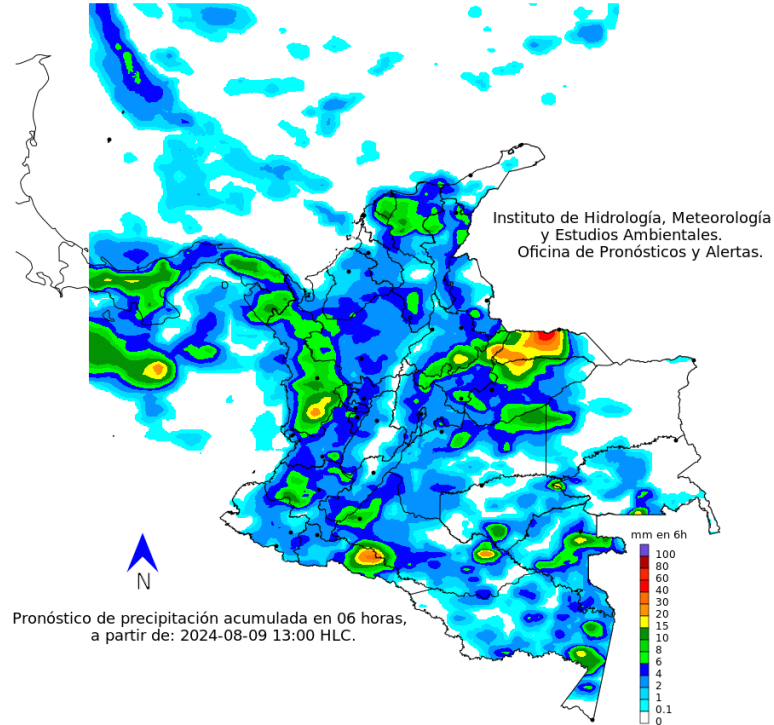 Instituto de Hidrología, Meteorología
y Estudios Ambientales.
Oficina de Pronósticos y Alertas.
mm en 6h
100
80
60
40
30
20
15
10
8
6
4
2
1
0.1
0
N
Pronóstico de precipitación acumulada en 06 horas,
a partir de: 2024-08-09 13:00 HLC.